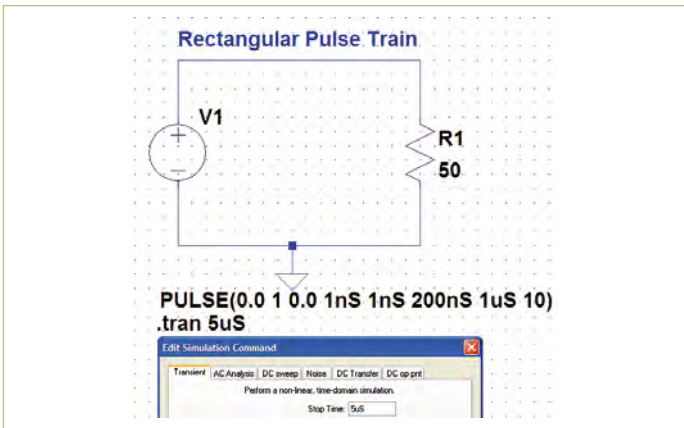 Rectangular Pulse Train
V1
R1
50
PULSE(0.0 1 0.0 1nS 1nS 200nS 1uS 10)
.tran 5uS
Edit Simulation Command
Transient AC Analysis DC sweep Noise DC Transfer DC op pnt
Perform a non-linear, time-domain simulation.
Stop Time: 5uS